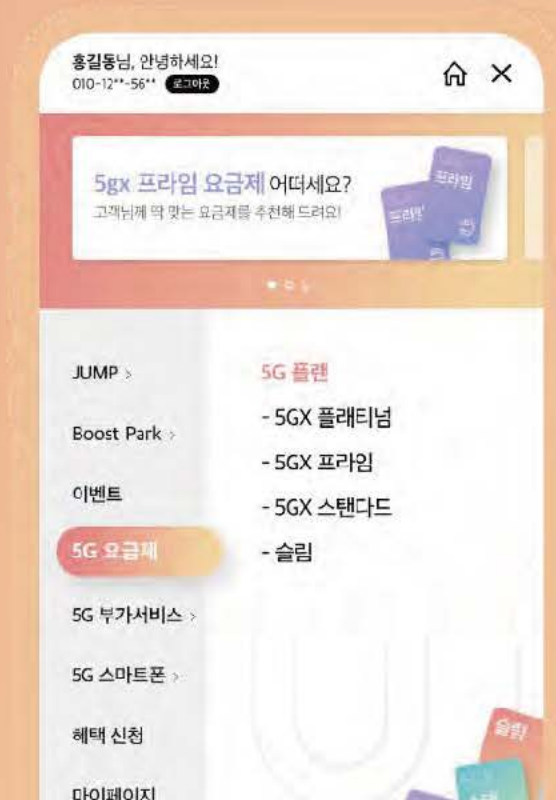 홍길동님, 안녕하세요!
010-12**-56** 로그아웃
5gx 프라임 요금제 어떠세요?
고객님께 딱 맞는 요금제를 추천해 드려요!
프라임
프라임
JUMP >
Boost Park >
이벤트
5G 요금제
5G 부가서비스 >
5G 스마트폰 >
혜택 신청
마이페이지
5G 플랜
- 5GX 플래티넘
- 5GX 프라임
- 5GX 스탠다드
- 슬림
슬림